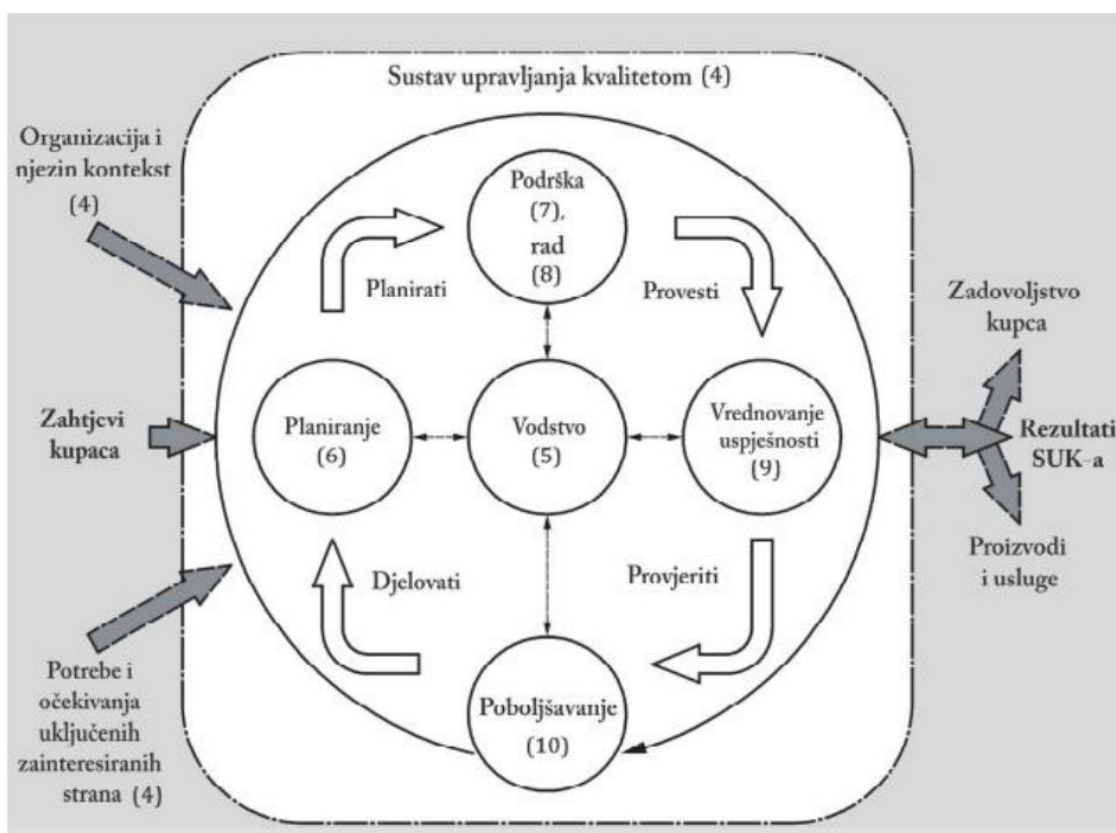 Sustav upravljanja kvalitetom (4)
Organizacija i
njezin kontekst
(4)
Podrška
(7),
rad
(8)
Planirati
Provesti
Zadovoljstvo
kupca
Zahtjevi
kupaca
Planiranje
(6)
Vodstvo
(5)
Vrednovanje
uspješnosti
(9)
Rezultati
SUK-a
Djelovati
Provjeriti
Proizvodi
i usluge
Potrebe i
očekivanja
uključenih
zainteresiranih
strana (4)
Poboljšavanje
(10)